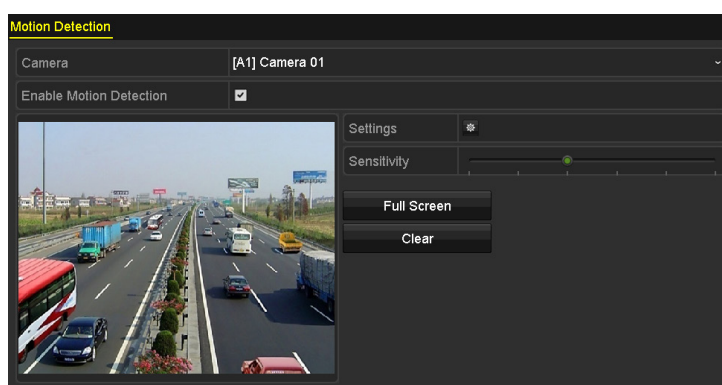 Motion Detection
Camera [A1] Camera 01
Enable Motion Detection
Settings
Sensitivity
Full Screen
Clear